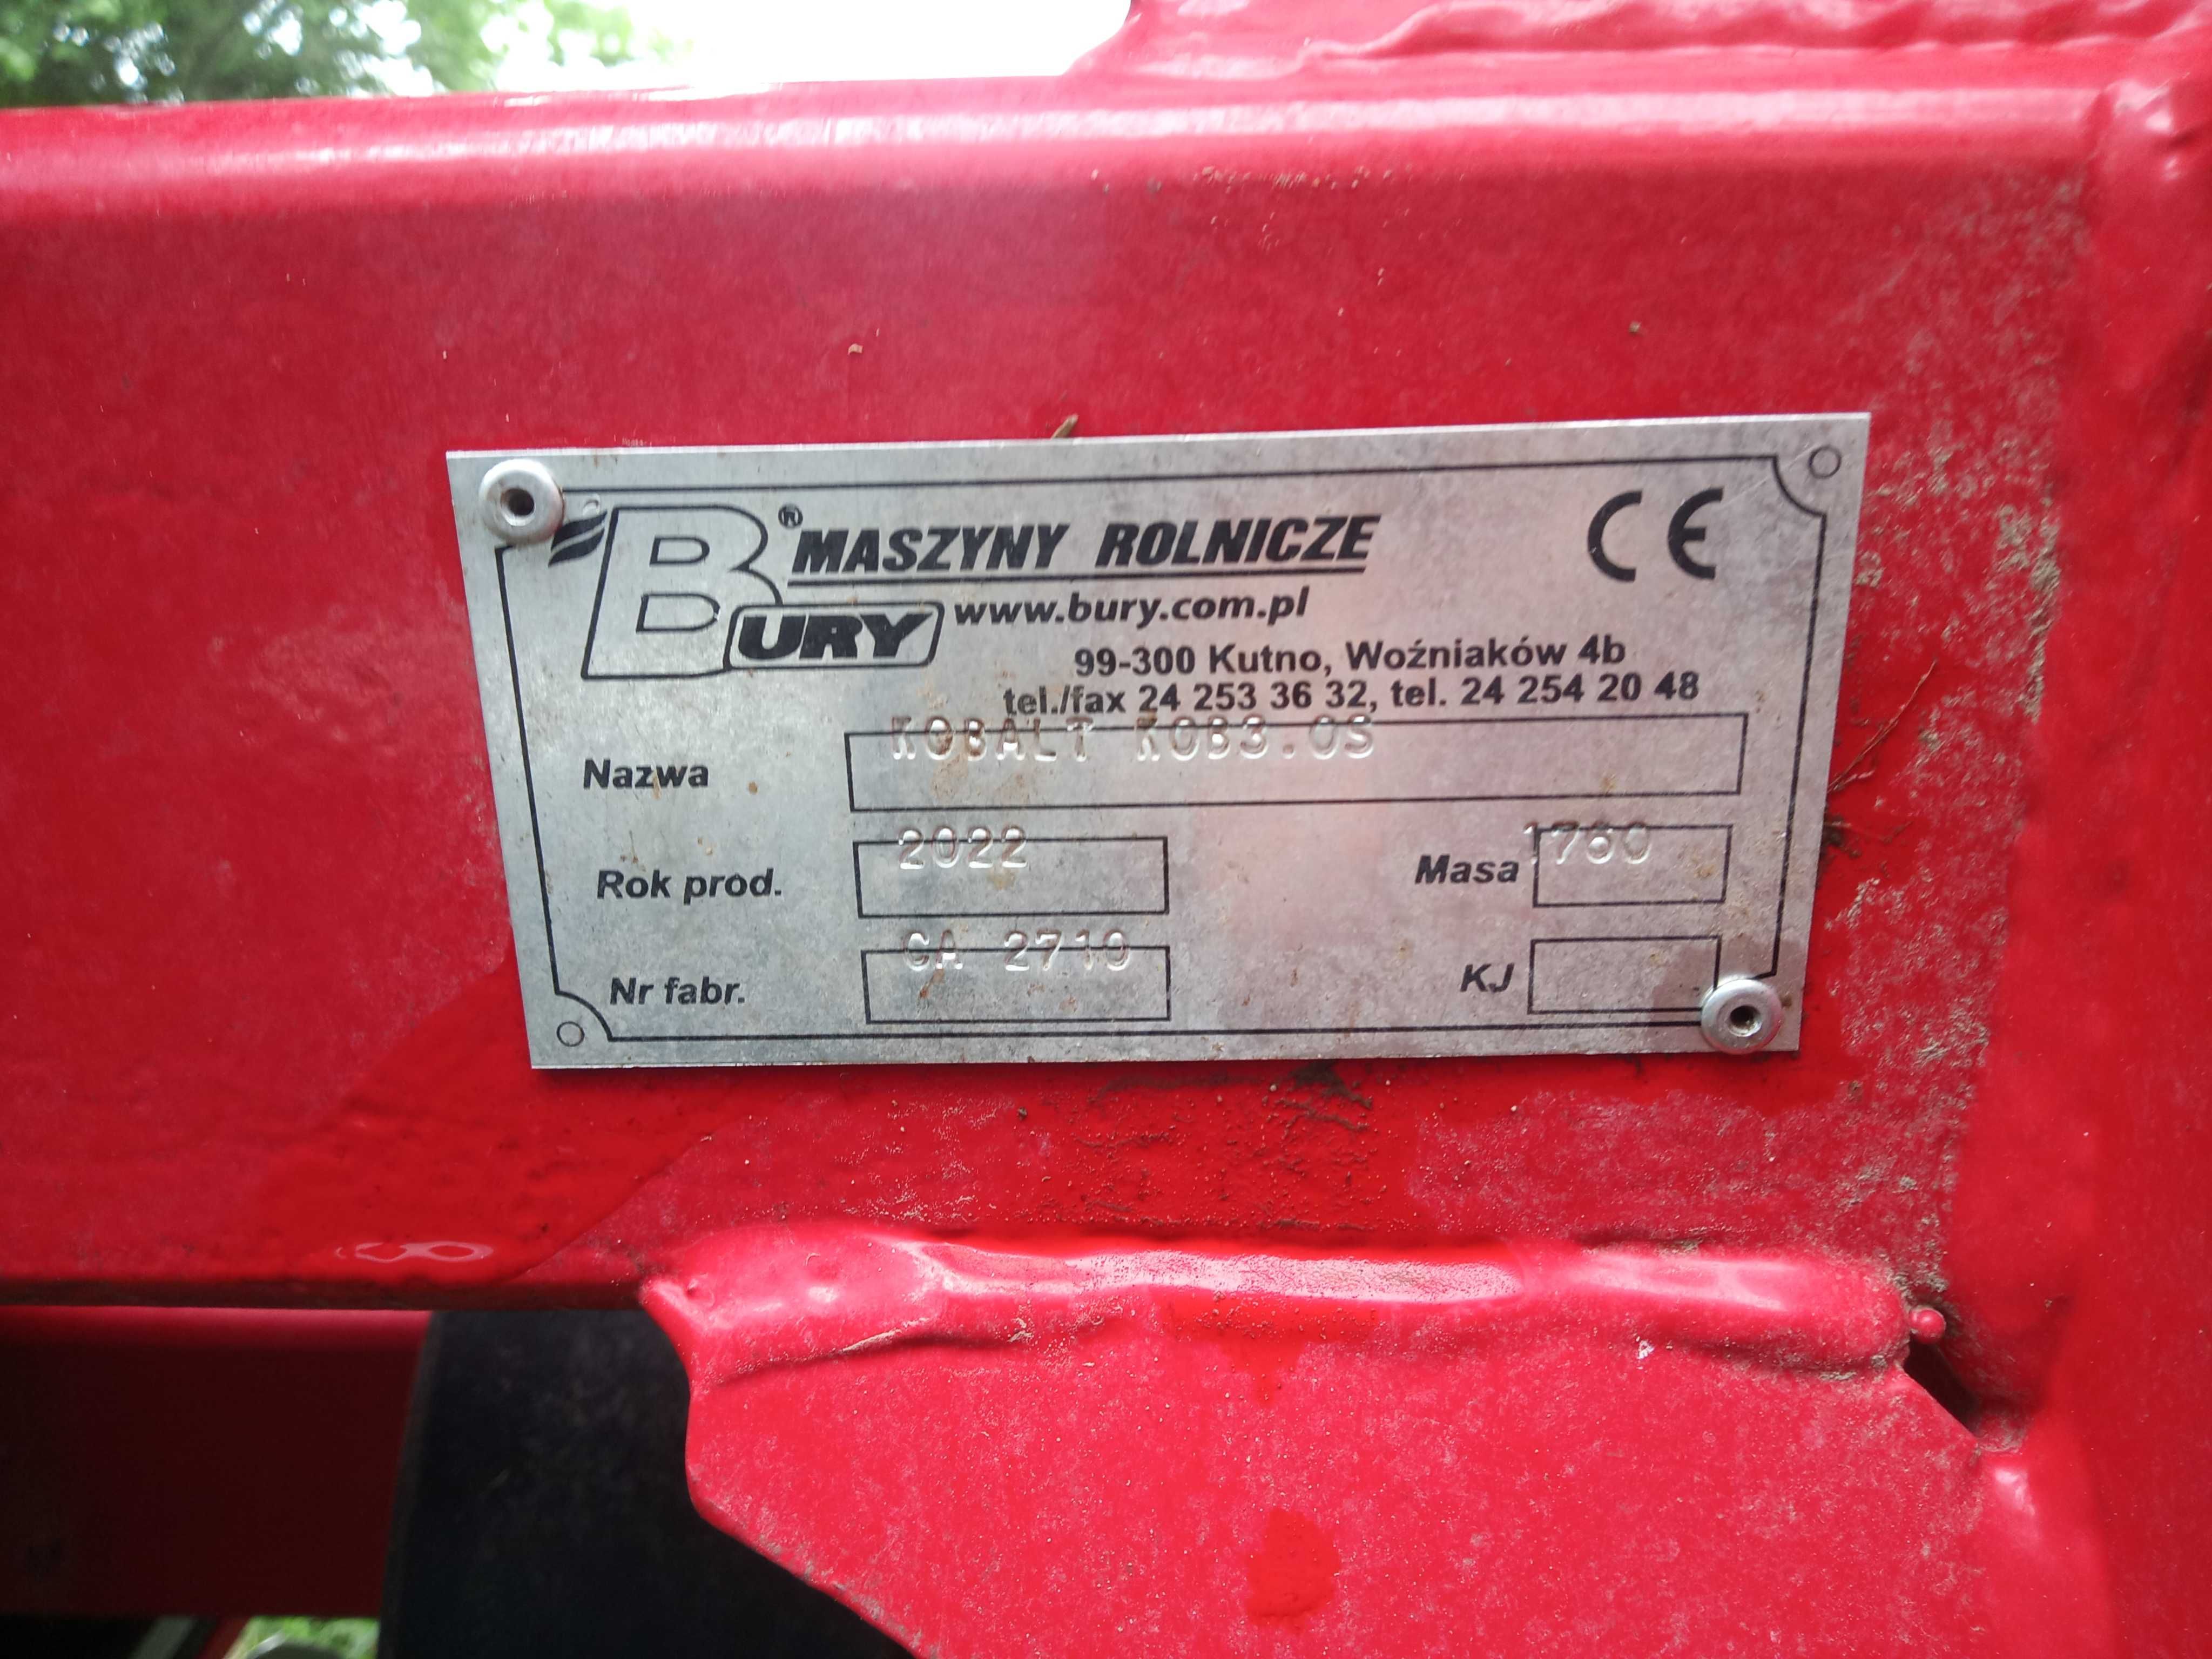 BURY® MASZYNY ROLNICZE CE
www.bury.com.pl
99-300 Kutno, Woźniaków 4b
tel./fax 24 253 36 32, tel. 24 254 20 48
Nazwa KOBALT KOB3.0S
Rok prod. 2022 Masa 1760
Nr fabr. CA 2710 KJ